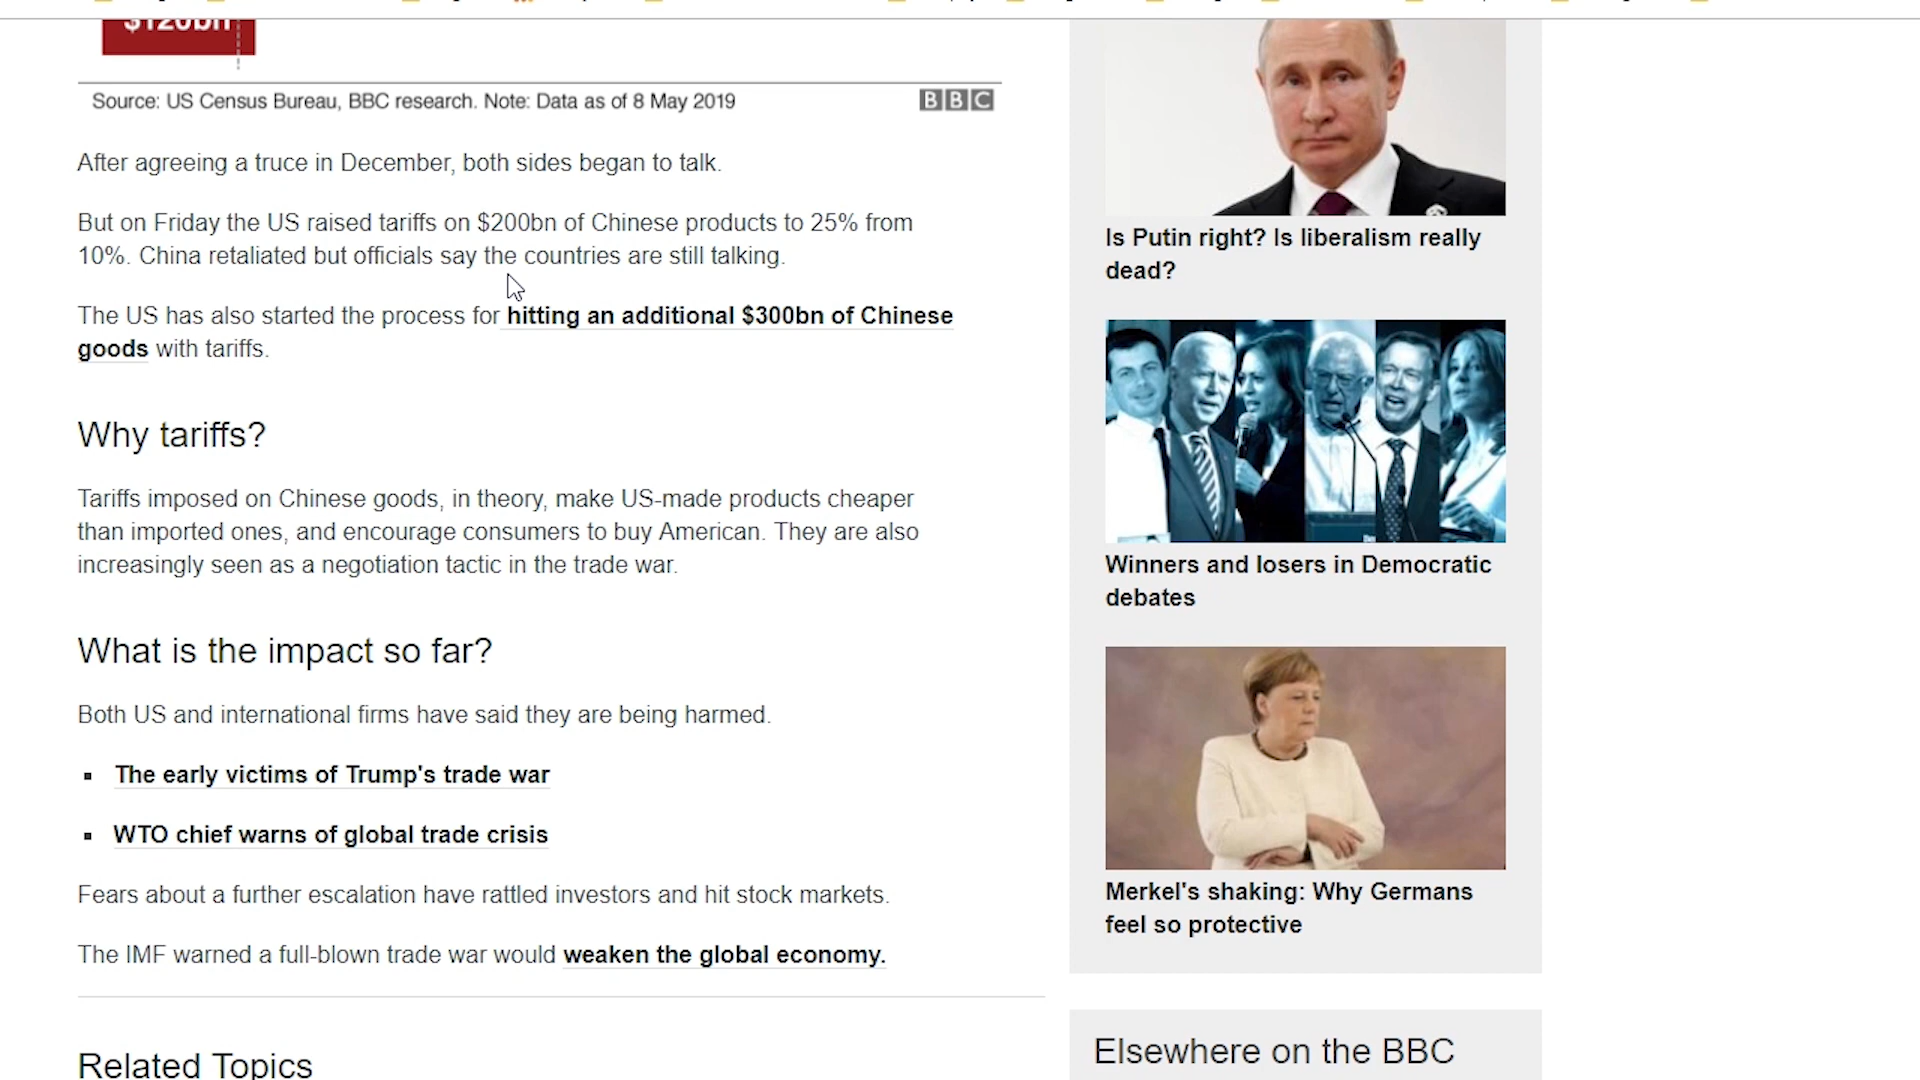 $120bn
Source: US Census Bureau, BBC research. Note: Data as of 8 May 2019
BBC
After agreeing a truce in December, both sides began to talk.
But on Friday the US raised tariffs on $200bn of Chinese products to 25% from
10%. China retaliated but officials say the countries are still talking.
The US has also started the process for hitting an additional $300bn of Chinese
goods with tariffs.
Why tariffs?
Tariffs imposed on Chinese goods, in theory, make US-made products cheaper
than imported ones, and encourage consumers to buy American. They are also
increasingly seen as a negotiation tactic in the trade war.
What is the impact so far?
Both US and international firms have said they are being harmed.
The early victims of Trump's trade war
WTO chief warns of global trade crisis
Fears about a further escalation have rattled investors and hit stock markets.
The IMF warned a full-blown trade war would weaken the global economy.
Related Topics
Is Putin right? Is liberalism really
dead?
Winners and losers in Democratic
debates
Merkel's shaking: Why Germans
feel so protective
Elsewhere on the BBC